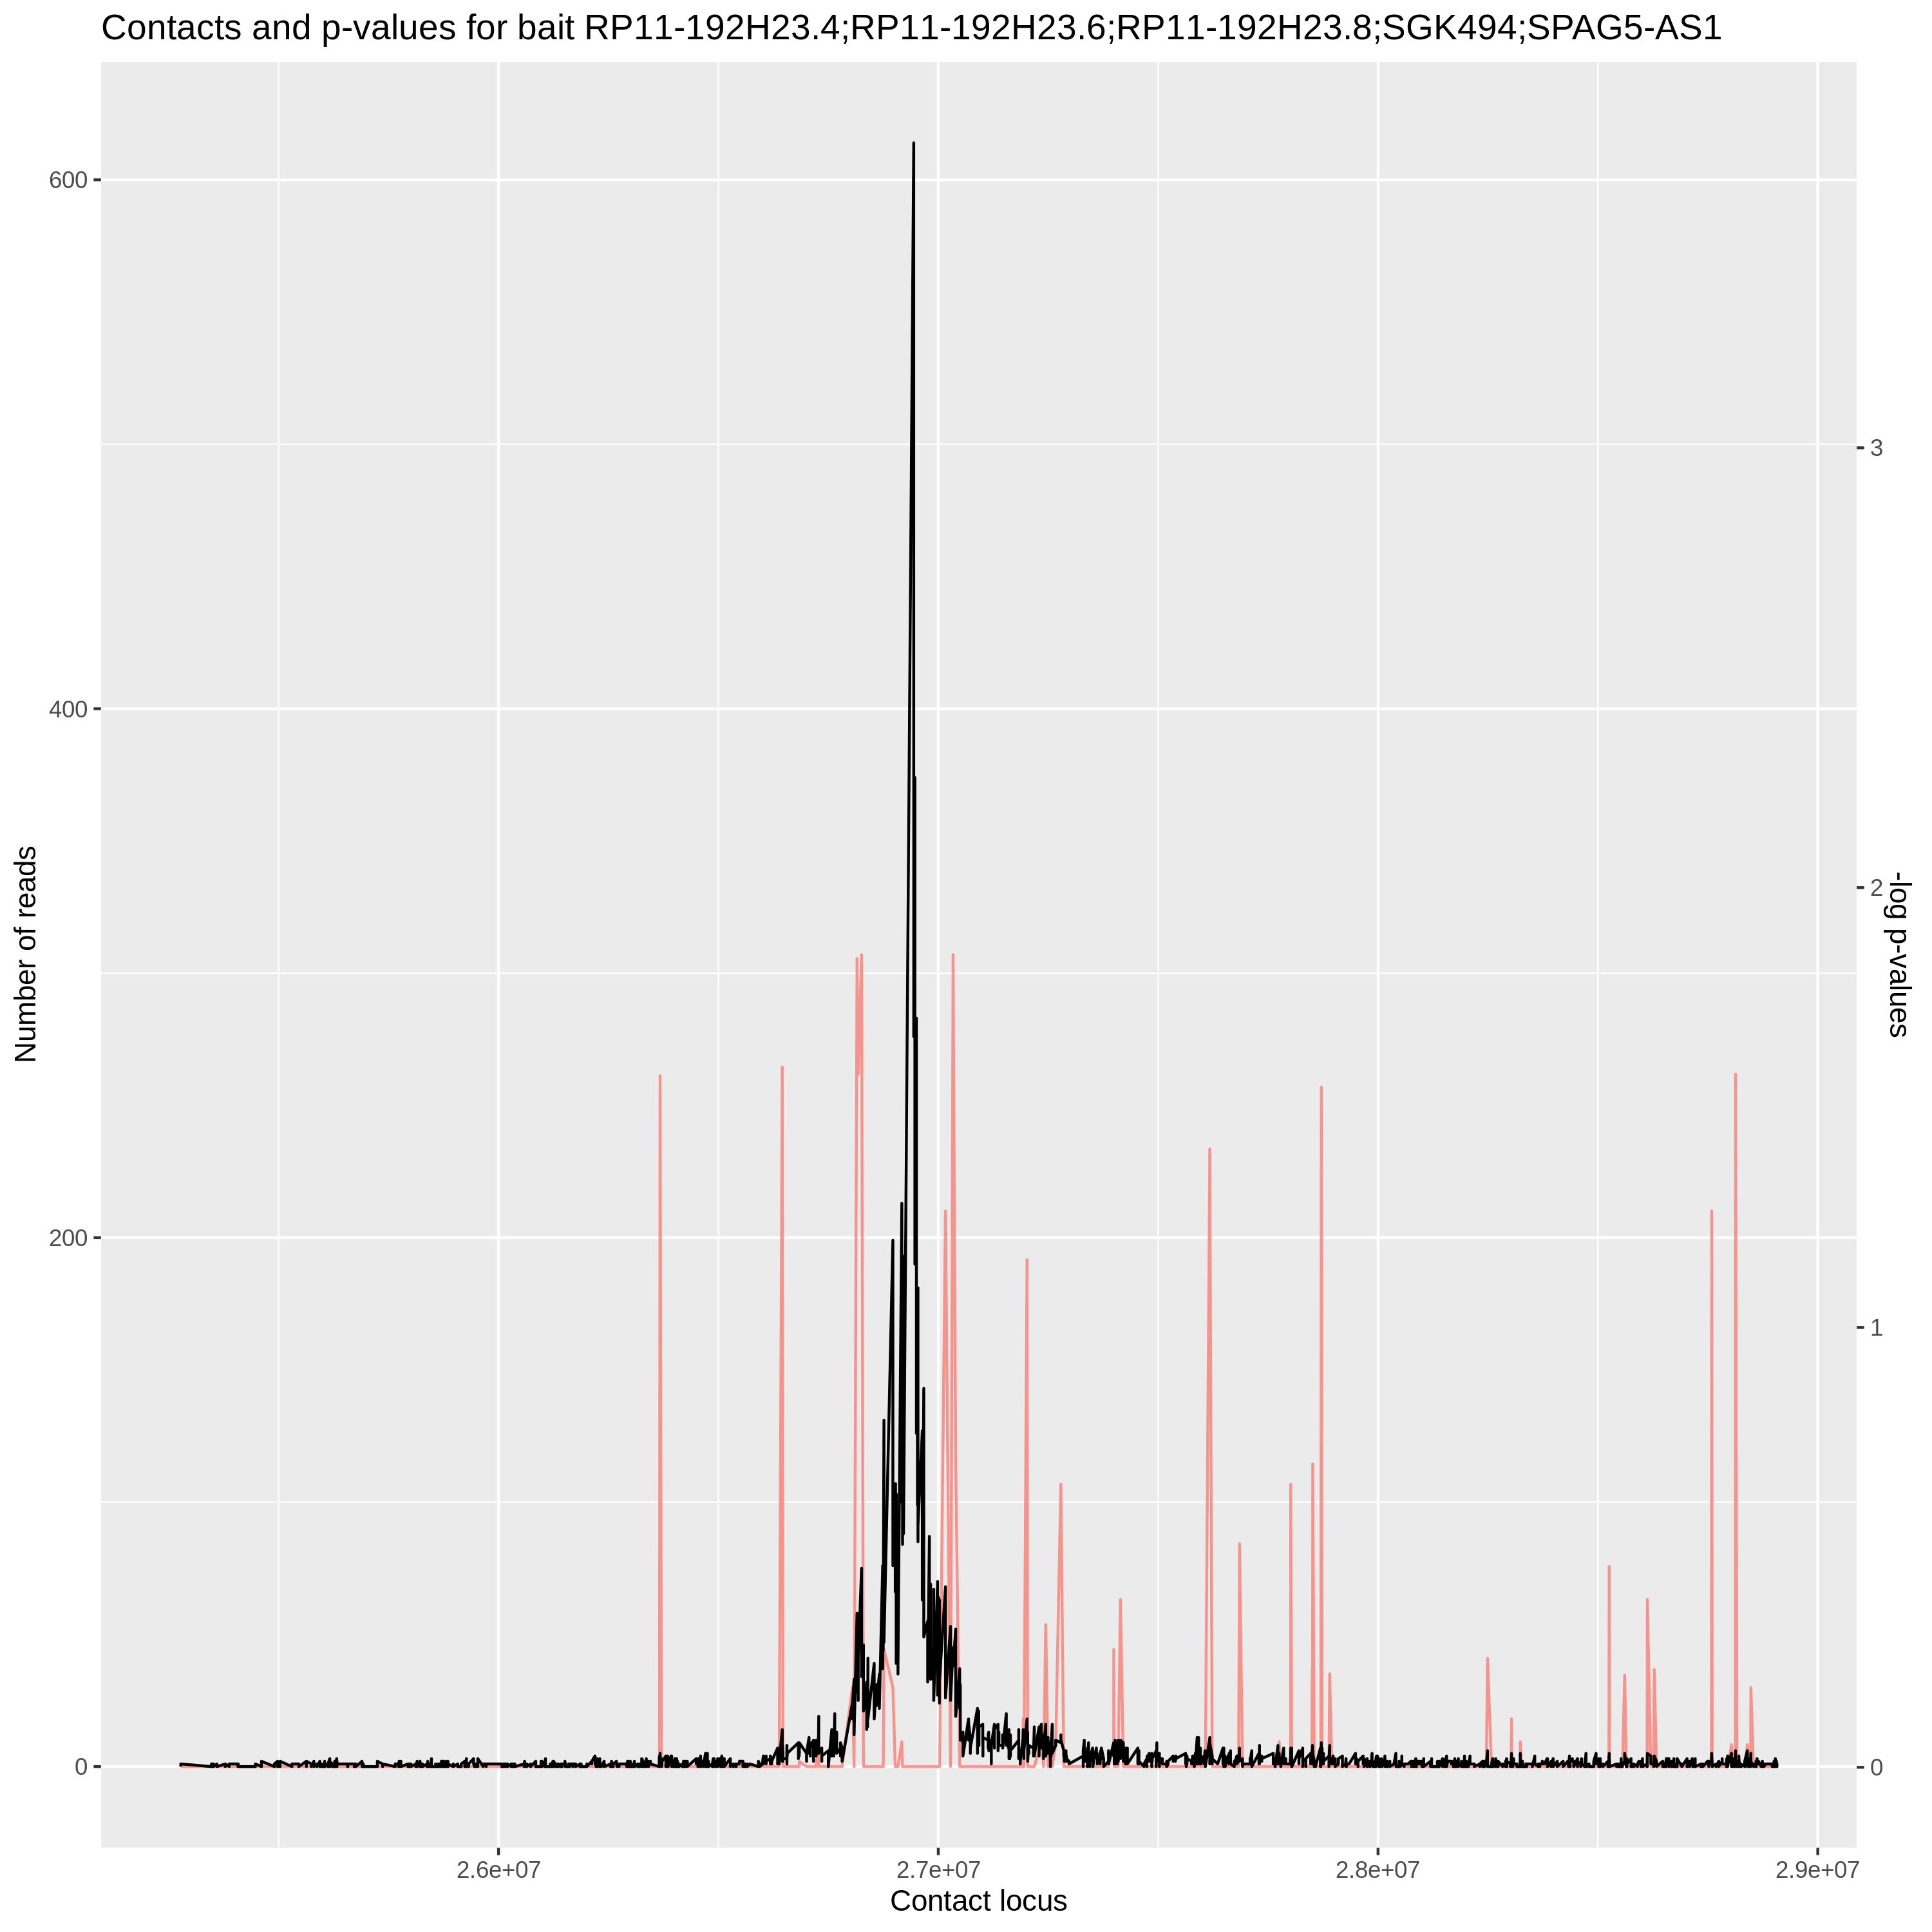 Contacts and p-values for bait RP11-192H23.4;RP11-192H23.6;RP11-192H23.8;SGK494;SPAG5-AS1
600
400
200
0
Number of reads
3
2
1
0
-log p-values
2.6e+07
2.7e+07
2.8e+07
2.9e+07
Contact locus